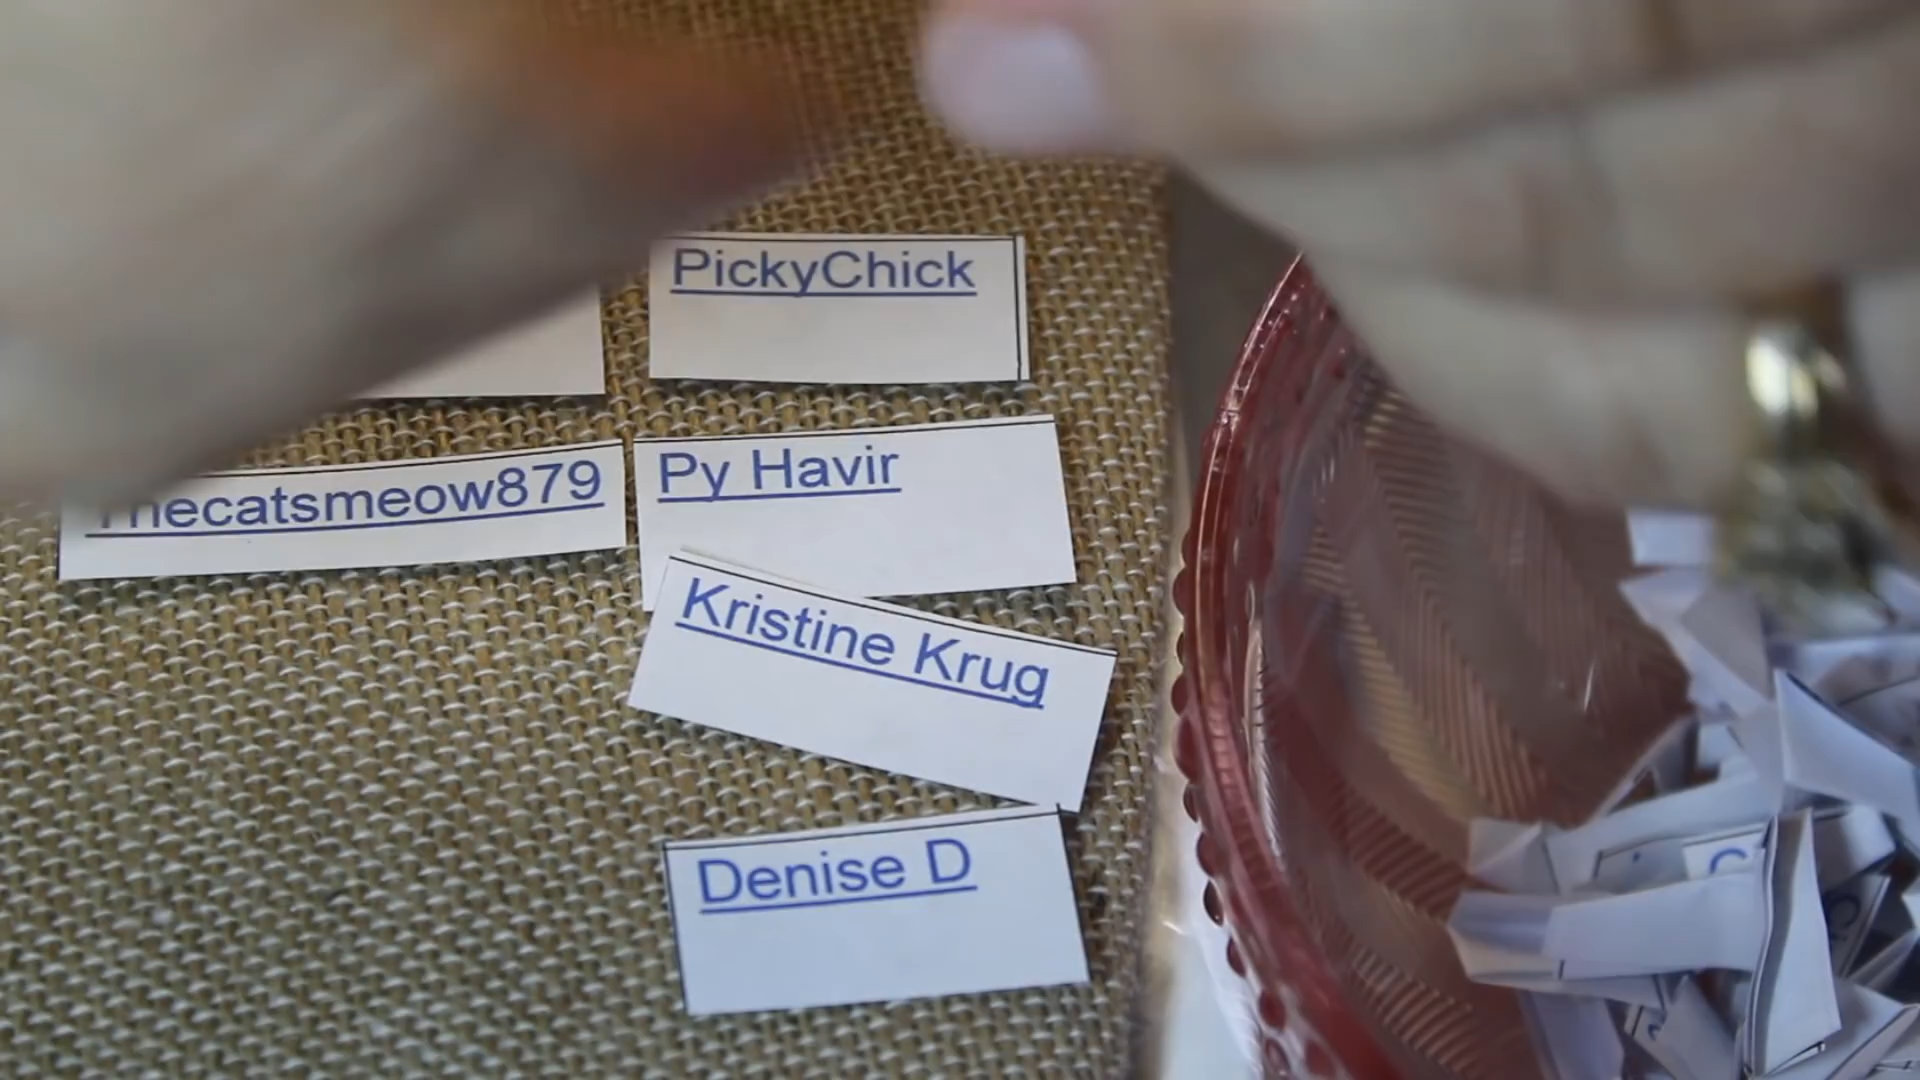 PickyChick
Thecatsmeow879
Py Havir
Kristine Krug
Denise D